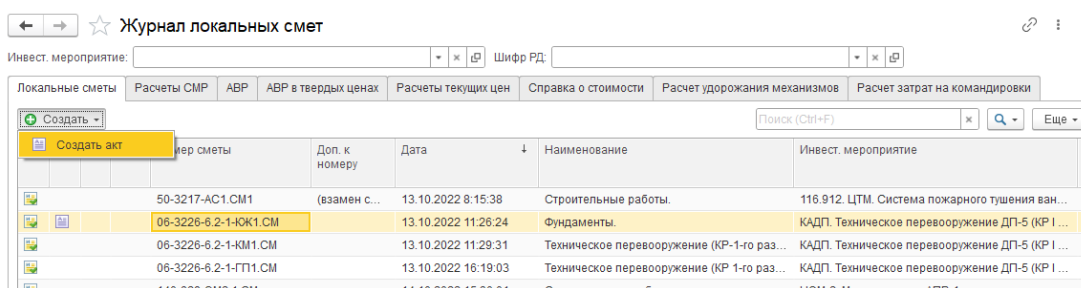 Журнал локальных смет
Инвест. мероприятие: Шифр РД:
Локальные сметы Расчеты СМР АВР АВР в твердых ценах Расчеты текущих цен Справка о стоимости Расчет удорожания механизмов Расчет затрат на командировки
Создать Поиск (Ctrl+F) Еще
Создать акт
мер сметы Доп. к номеру Дата Наименование Инвест. мероприятие
50-3217-АС1.СМ1 (взамен с... 13.10.2022 8:15:38 Строительные работы. 116.912. ЦТМ. Система пожарного тушения ван...
06-3226-6.2-1-КЖ1.СМ 13.10.2022 11:26:24 Фундаменты. КАДП. Техническое перевооружение ДП-5 (КР I ...
06-3226-6.2-1-КМ1.СМ 13.10.2022 11:29:31 Техническое перевооружение (КР-1-го раз... КАДП. Техническое перевооружение ДП-5 (КР I ...
06-3226-6.2-1-ГП1.СМ 13.10.2022 16:19:03 Техническое перевооружение (КР 1-го раз... КАДП. Техническое перевооружение ДП-5 (КР I ...